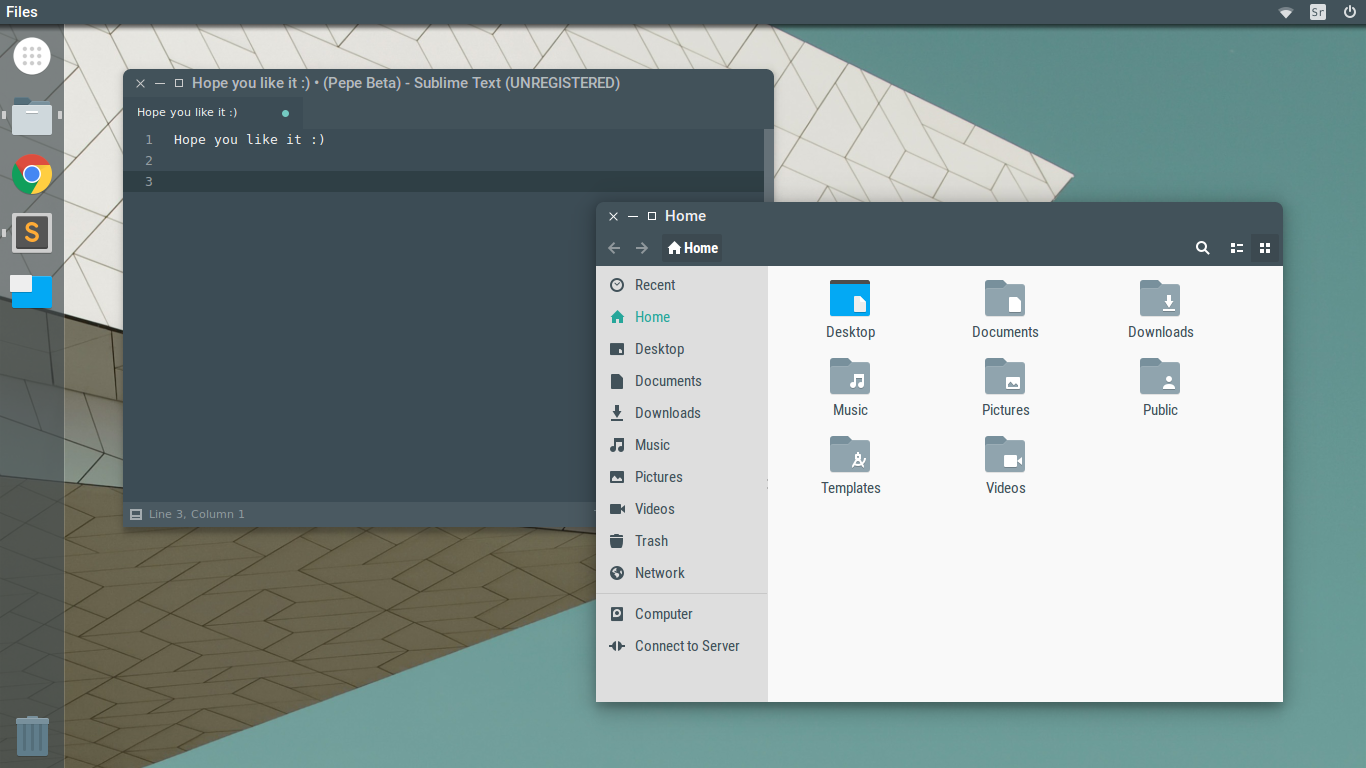 Files
Sr
Hope you like it :) • (Pepe Beta) - Sublime Text (UNREGISTERED)
Hope you like it :)
1 Hope you like it :)
2
3
S
Line 3, Column 1
Home
Home
Recent
Home
Desktop
Documents
Downloads
Music
Pictures
Videos
Trash
Network
Computer
Connect to Server
Desktop Documents Downloads
Music Pictures Public
Templates Videos